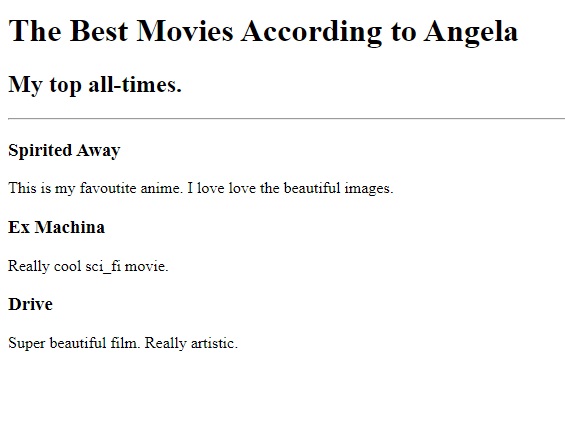 The Best Movies According to Angela
My top all-times.
Spirited Away
This is my favoutite anime. I love love the beautiful images.
Ex Machina
Really cool sci_fi movie.
Drive
Super beautiful film. Really artistic.